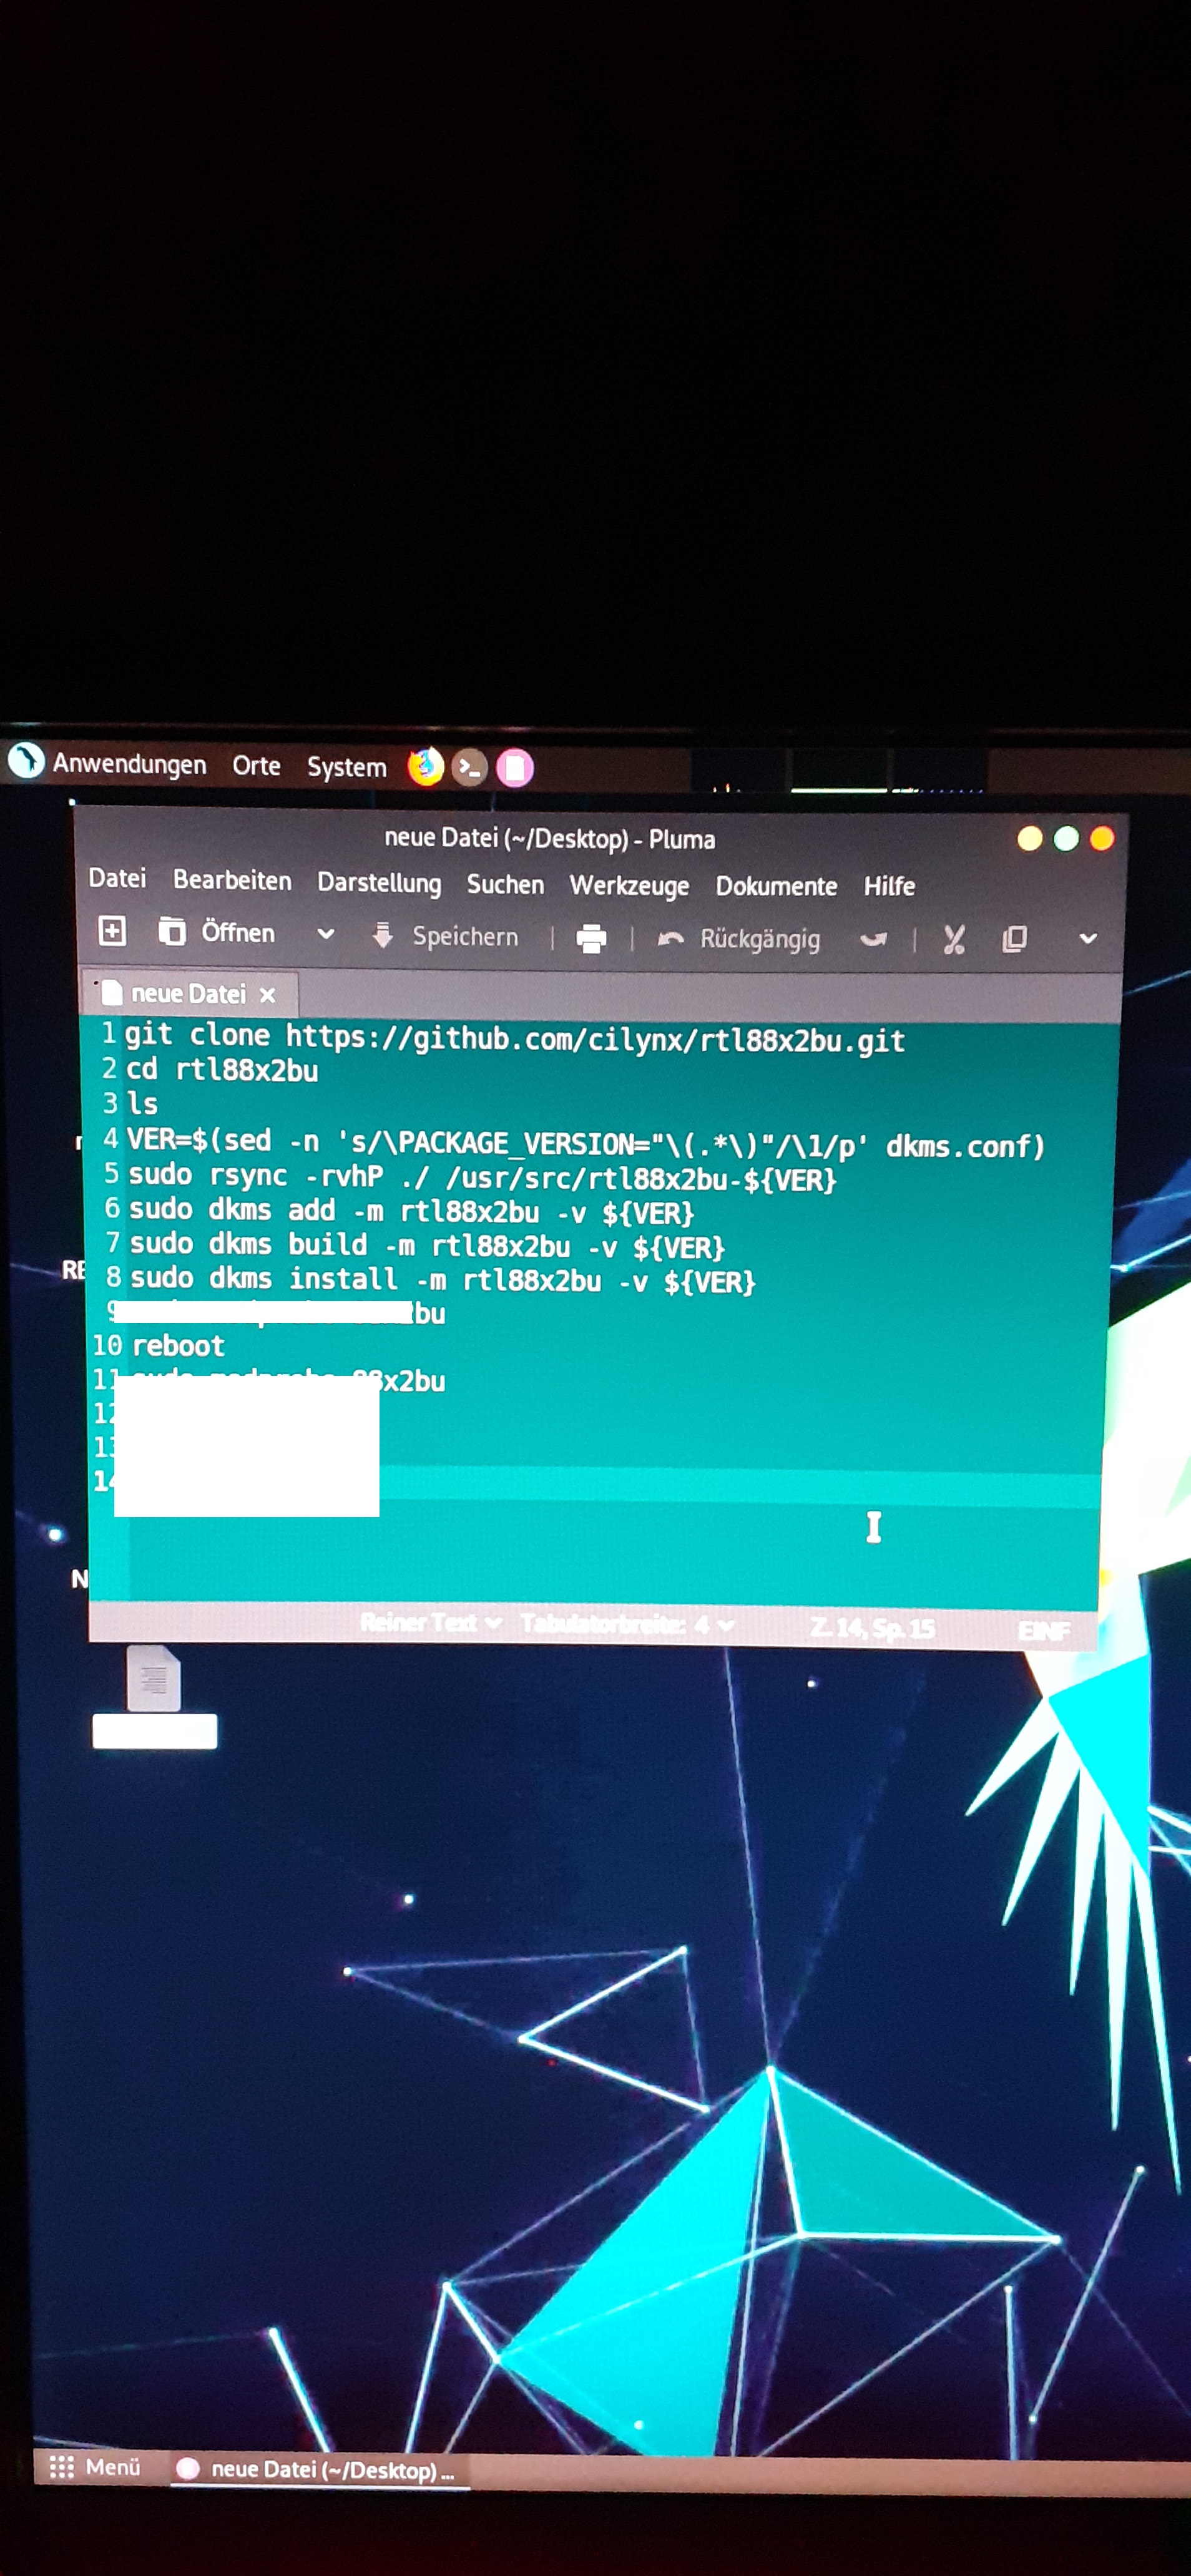 Anwendungen Orte System
neue Datei (~/Desktop) - Pluma
Datei Bearbeiten Darstellung Suchen Werkzeuge Dokumente Hilfe
Öffnen Speichern Rückgängig
neue Datei
1 git clone https://github.com/cilynx/rtl88x2bu.git
2 cd rtl88x2bu
3 ls
4 VER=$(sed -n 's/\PACKAGE_VERSION="\(.*\)"/\1/p' dkms.conf)
5 sudo rsync -rvhP ./ /usr/src/rtl88x2bu-${VER}
6 sudo dkms add -m rtl88x2bu -v ${VER}
7 sudo dkms build -m rtl88x2bu -v ${VER}
8 sudo dkms install -m rtl88x2bu -v ${VER}
9 2bu
10 reboot
11 sudo modprobe 88x2bu
12
13
14
RE
N
Reiner Text Tabulatorbreite: 4 Z. 14, Sp. 15 EINF
Menü neue Datei (~/Desktop) ...